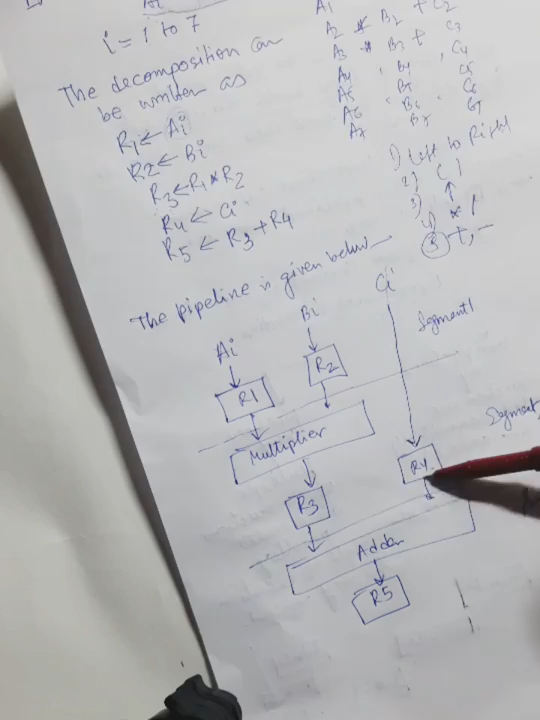 i = 1 to 7
The decomposition can
be written as
R1 ← Ai
R2 ← Bi
R3 ← R1 * R2
R4 ← Ci
R5 ← R3 + R4
A1
A2 * B2 + C2
A3 * B3 + C3
A4 B4 C4
A5 B5 C5
A6 B6 C6
A7 B7 C7
1) Left to Right
2) ( )
3) ↑
4) * /
5 +, -
The pipeline is given below
Ai
Bi
Ci
Segment 1
R1
R2
Multiplier
Segment
R3
R4
Adder
R5